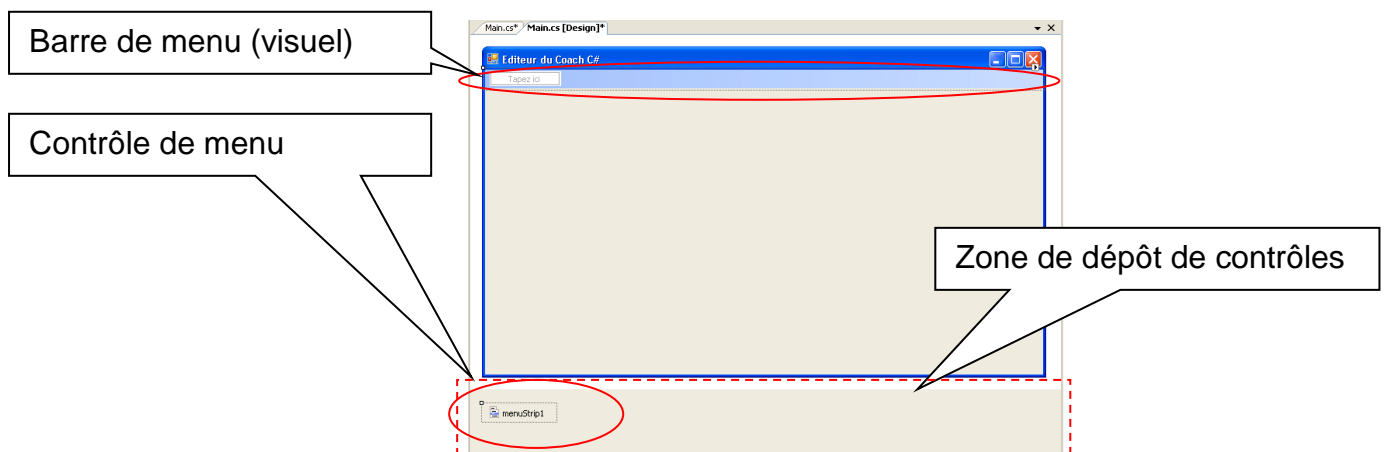 Main.cs* Main.cs [Design]*
Barre de menu (visuel)
Editeur du Coach C#
Tapez ici
Contrôle de menu
Zone de dépôt de contrôles
menuStrip1